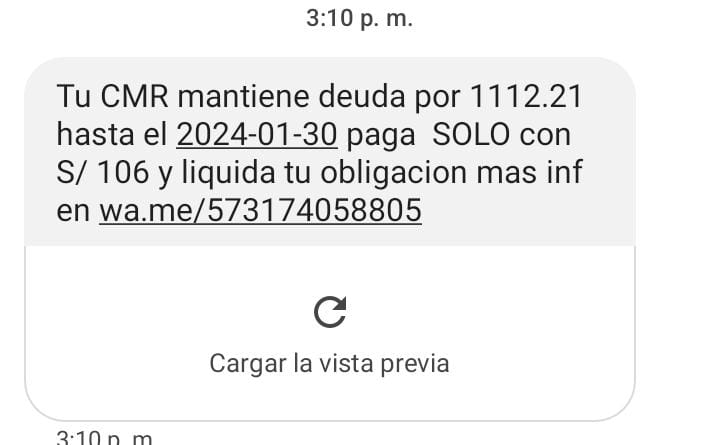 3:10 p. m.
Tu CMR mantiene deuda por 1112.21
hasta el 2024-01-30 paga  SOLO con
S/ 106 y liquida tu obligacion mas inf
en wa.me/573174058805
Cargar la vista previa
3:10 p. m.